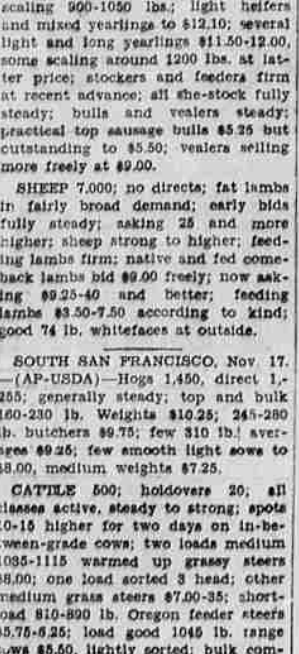 scaling 900-1050 lbs.; light heifers
and mixed yearlings to $12.10; several
light and long yearlings $11.50-12.00,
some scaling around 1200 lbs. at lat-
ter price; stockers and feeders firm
at recent advance; all she-stock fully
steady; bulls and vealers steady;
practical top sausage bulls $5.25 but
outstanding to $5.50; vealers selling
more freely at $9.00.
SHEEP 7,000; no directs; fat lambs
in fairly broad demand; early bids
fully steady; asking 25 and more
higher; sheep strong to higher; feed-
ing lambs firm; native and fed come-
back lambs bid $9.00 freely; now ask-
ing $9.25-40 and better; feeding
lambs $3.50-7.50 according to kind;
good 74 lb. whitefaces at outside.
SOUTH SAN FRANCISCO, Nov 17.
—(AP-USDA)—Hogs 1,450, direct 1,-
255; generally steady; top and bulk
160-230 lb. Weights $10.25; 245-280
lb. butchers $9.75; few 310 lb. aver-
ages $9.25; few smooth light sows to
$8.00, medium weights $7.25.
CATTLE 500; holdovers 20; all
classes active, steady to strong; spots
10-15 higher for two days on in-be-
tween-grade cows; two loads medium
1035-1115 warmed up grassy steers
$8.00; one load sorted 3 head; other
medium grass steers $7.00-35; short-
load 810-890 lb. Oregon feeder steers
$5.75-6.25; load good 1045 lb. range
cows $5.50, lightly sorted; bulk com-